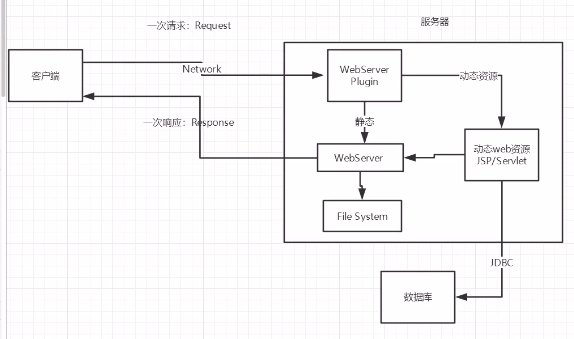 一次请求：Request
服务器
客户端
Network
WebServer
Plugin
动态资源
静态
一次响应：Response
WebServer
动态web资源
JSP/Servlet
File System
JDBC
数据库